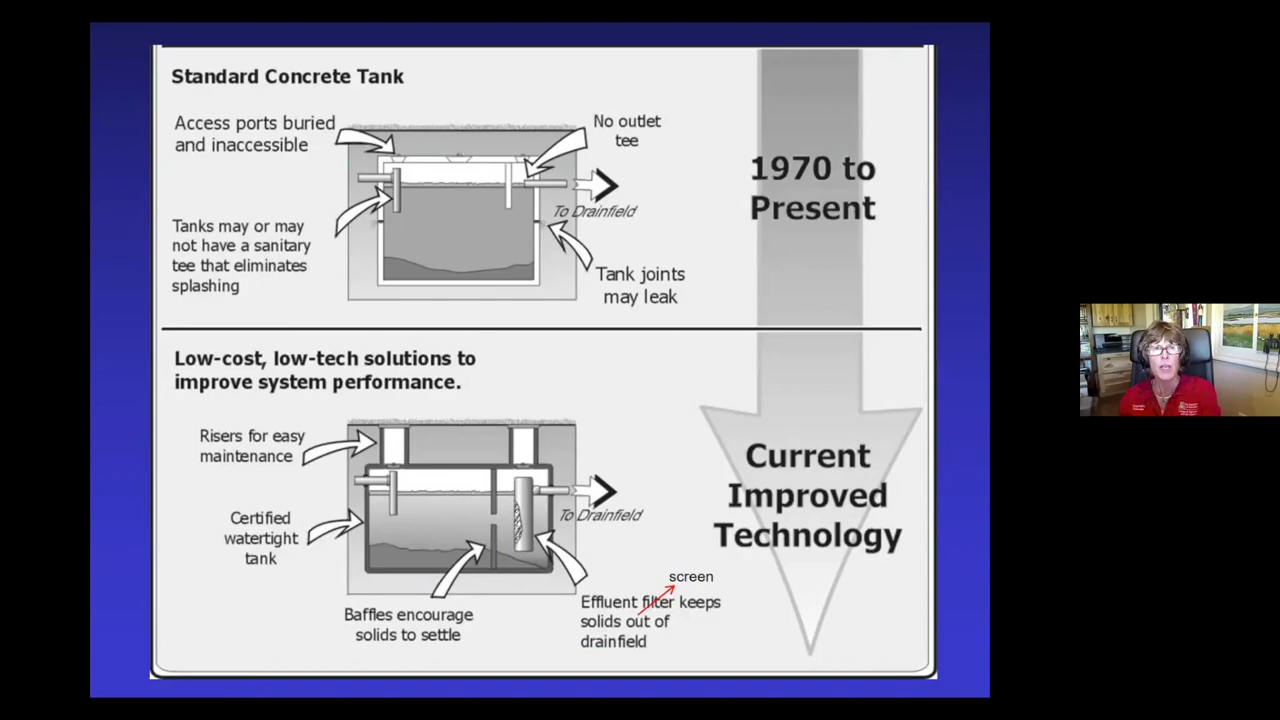 Standard Concrete Tank
Access ports buried
and inaccessible
No outlet
tee
To Drainfield
Tanks may or may
not have a sanitary
tee that eliminates
splashing
Tank joints
may leak
1970 to
Present
Low-cost, low-tech solutions to
improve system performance.
Risers for easy
maintenance
Certified
watertight
tank
To Drainfield
Baffles encourage
solids to settle
screen
Effluent filter keeps
solids out of
drainfield
Current
Improved
Technology